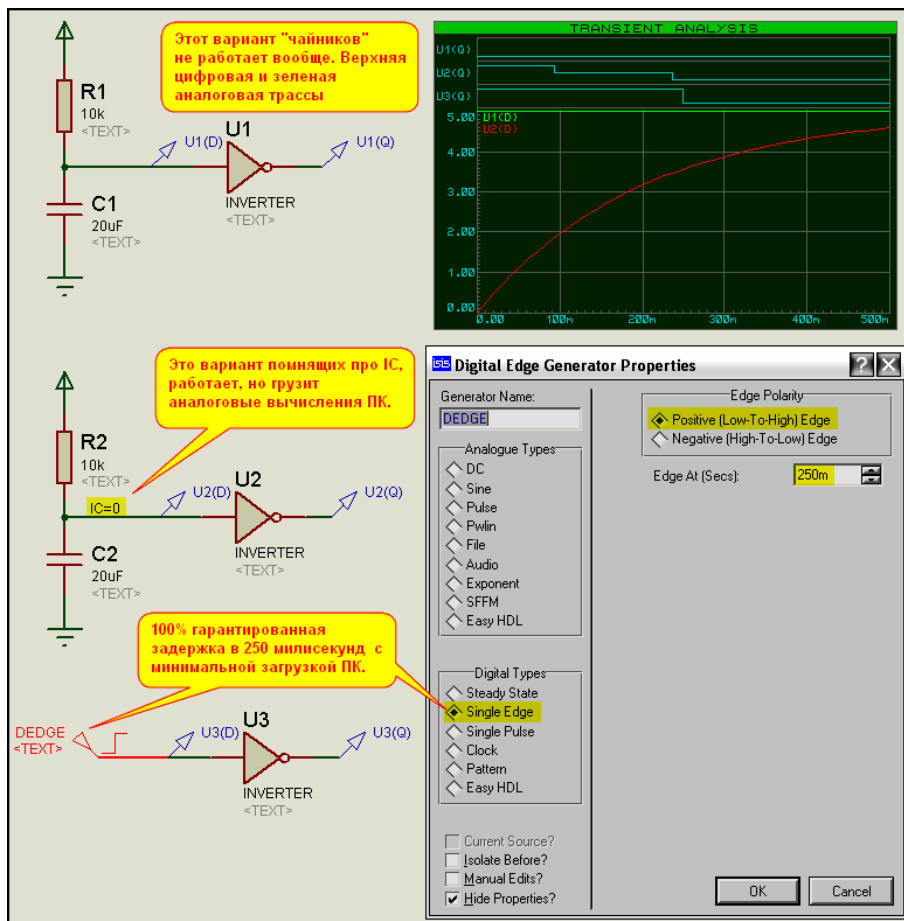 Этот вариант "чайников"
не работает вообще. Верхняя
цифровая и зеленая
аналоговая трассы
R1
10k
<TEXT>
U1(D)
U1
U1(Q)
INVERTER
<TEXT>
C1
20uF
<TEXT>
TRANSIENT ANALYSIS
U1(Q)
U2(Q)
U3(Q)
5.00
U1(D)
U2(D)
4.00
3.00
2.00
1.00
0.00
0.00 100m 200m 300m 400m 500m
Это вариант помнящих про IC,
работает, но грузит
аналоговые вычисления ПК.
R2
10k
<TEXT>
IC=0
U2(D)
U2
U2(Q)
INVERTER
<TEXT>
C2
20uF
<TEXT>
100% гарантированная
задержка в 250 милисекунд с
минимальной загрузкой ПК.
DEDGE
<TEXT>
U3(D)
U3
U3(Q)
INVERTER
<TEXT>
isis Digital Edge Generator Properties
Generator Name:
DEDGE
Analogue Types
DC
Sine
Pulse
Pwlin
File
Audio
Exponent
SFFM
Easy HDL
Digital Types
Steady State
Single Edge
Single Pulse
Clock
Pattern
Easy HDL
Current Source?
Isolate Before?
Manual Edits?
Hide Properties?
Edge Polarity
Positive (Low-To-High) Edge
Negative (High-To-Low) Edge
Edge At (Secs): 250m
OK Cancel